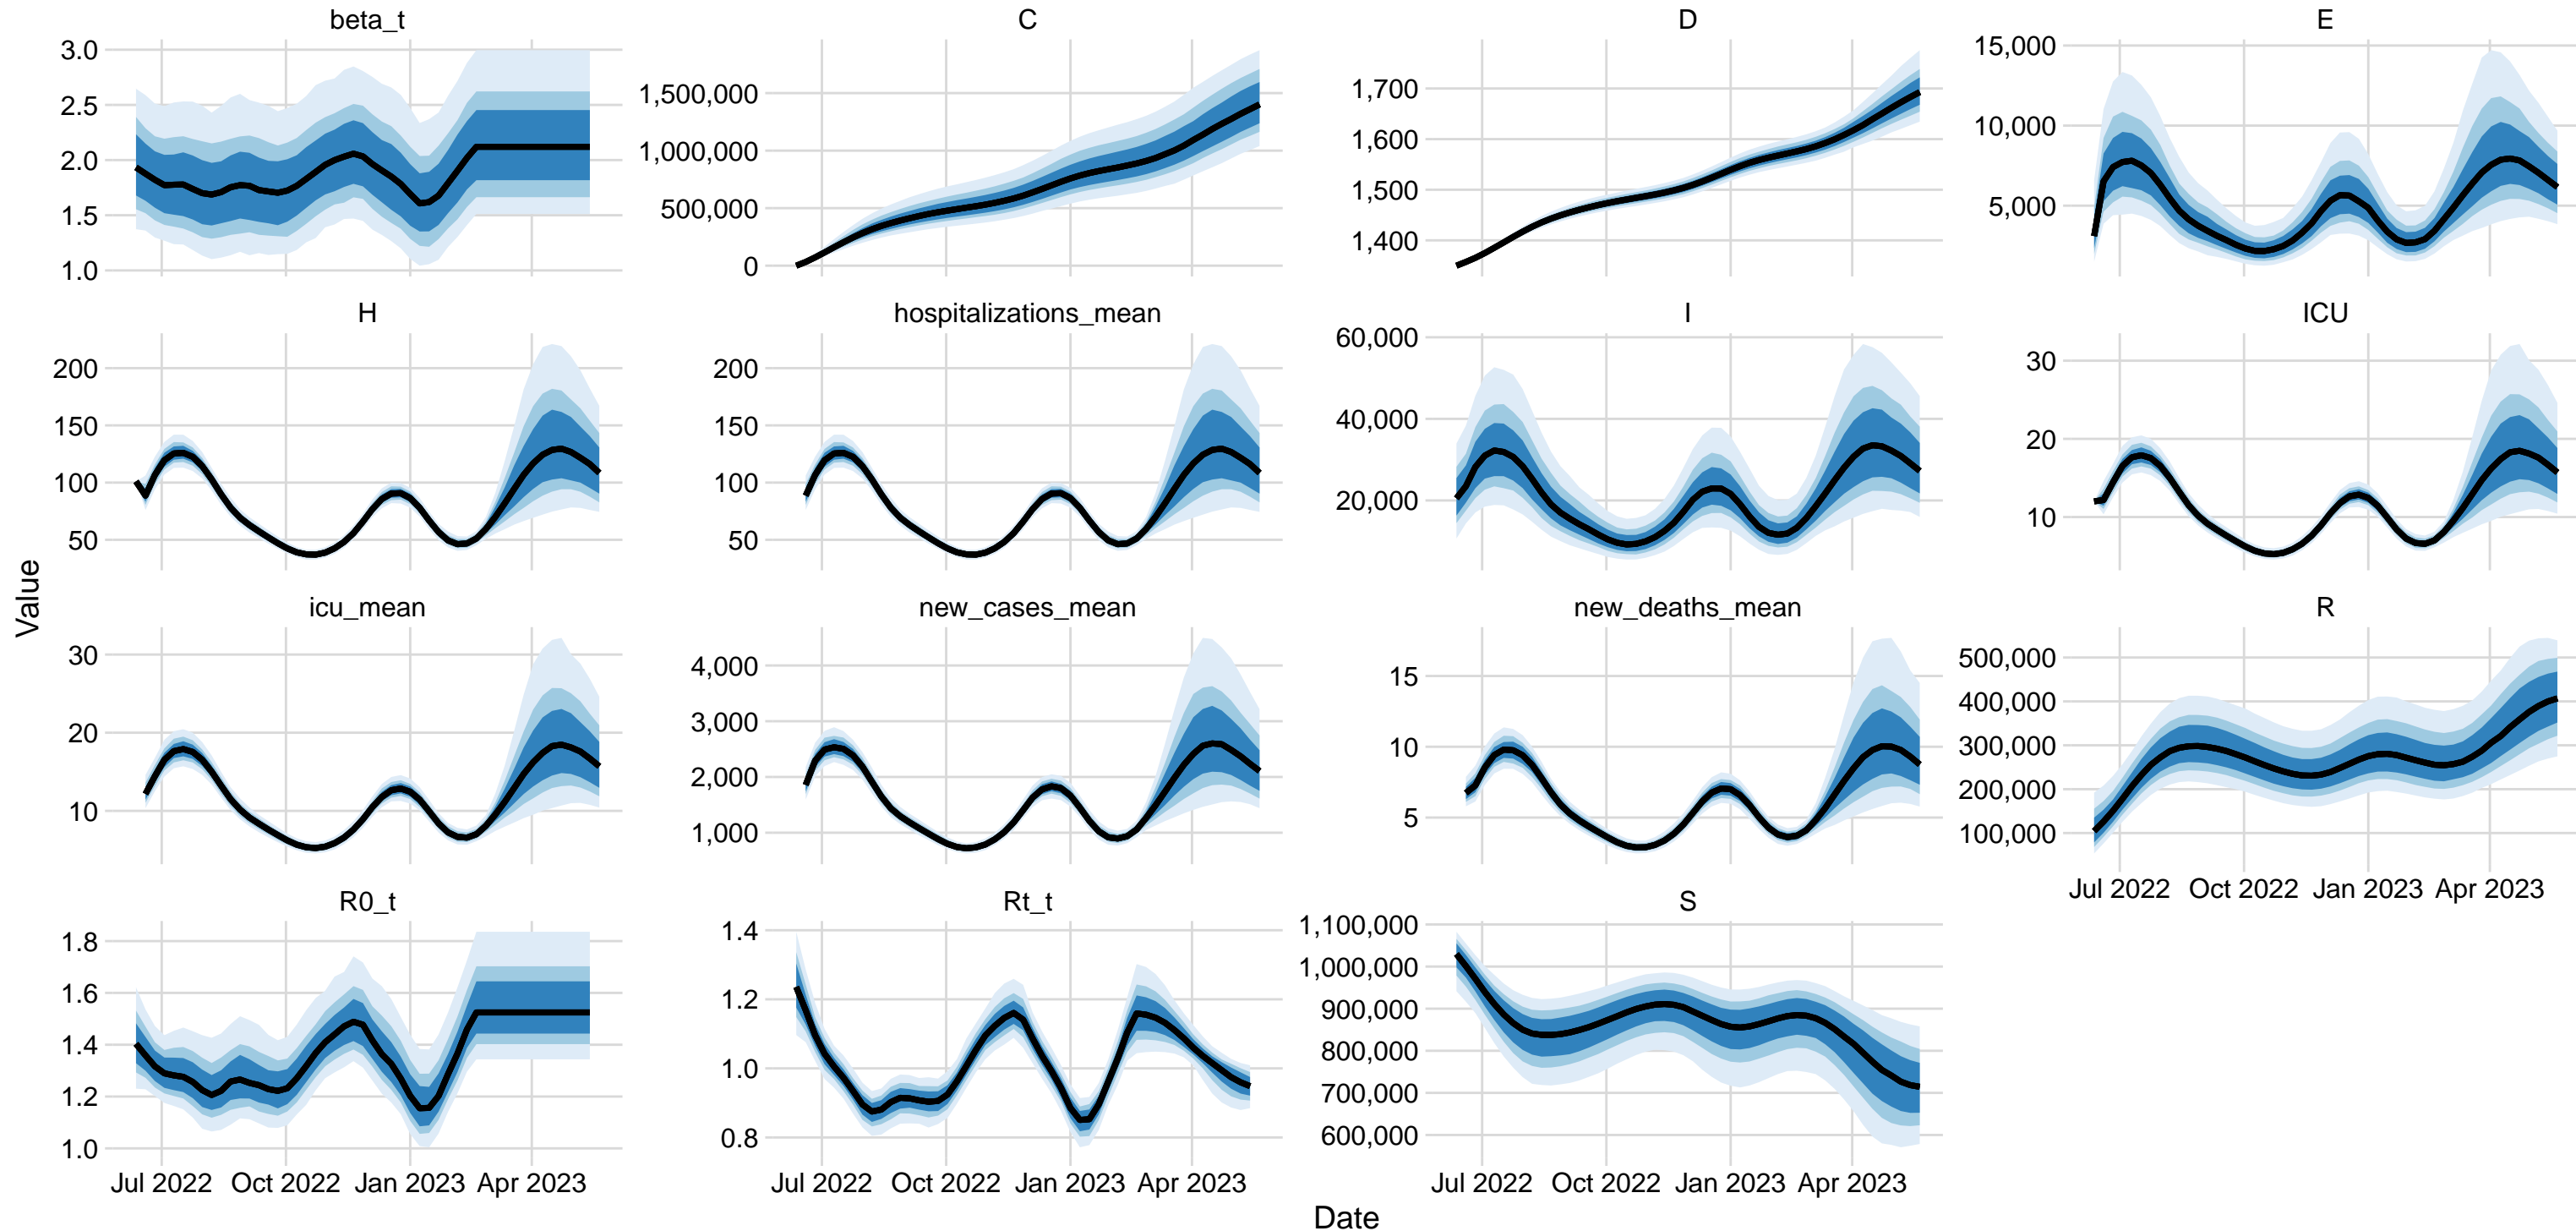 beta_t
3.0
2.5
2.0
1.5
1.0
C
1,500,000
1,000,000
500,000
0
D
1,700
1,600
1,500
1,400
E
15,000
10,000
5,000
H
200
150
100
50
hospitalizations_mean
200
150
100
50
I
60,000
40,000
20,000
ICU
30
20
10
Value
icu_mean
30
20
10
new_cases_mean
4,000
3,000
2,000
1,000
new_deaths_mean
15
10
5
R
500,000
400,000
300,000
200,000
100,000
Jul 2022 Oct 2022 Jan 2023 Apr 2023
R0_t
1.8
1.6
1.4
1.2
1.0
Jul 2022 Oct 2022 Jan 2023 Apr 2023
Rt_t
1.4
1.2
1.0
0.8
Jul 2022 Oct 2022 Jan 2023 Apr 2023
S
1,100,000
1,000,000
900,000
800,000
700,000
600,000
Jul 2022 Oct 2022 Jan 2023 Apr 2023
Date